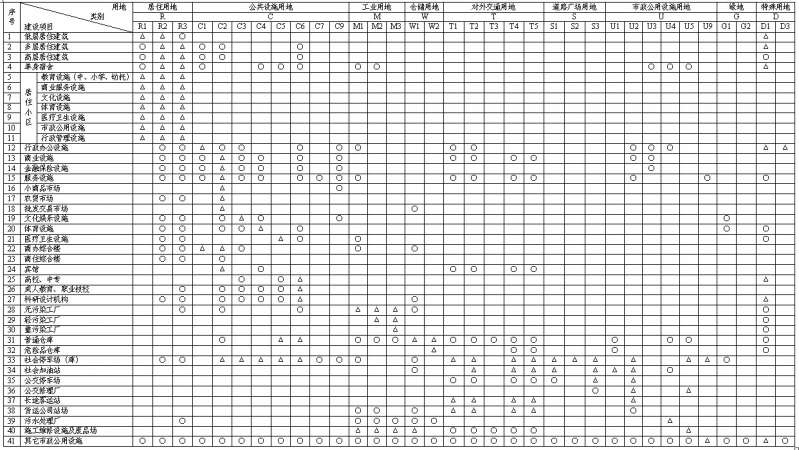 用地
类别
序号
建设项目
居住用地 公共设施用地 工业用地 仓储用地 对外交通用地 道路广场用地 市政公用设施用地 绿地 特殊用地
R C M W T S U G D
R1 R2 R3 C1 C2 C3 C4 C5 C6 C7 C9 M1 M2 M3 W1 W2 T1 T2 T3 T4 T5 S1 S2 S3 U1 U2 U3 U4 U5 U9 G1 G2 D1 D3
1 低层居住建筑 △ △ ○ △
2 多层居住建筑 ○ △ △ ○ ○ ○ △
3 高层居住建筑 ○ △ △ ○ ○ ○ △
4 单身宿舍 ○ △ △ ○ ○ ○ ○ ○ ○ ○ ○ ○ △
居住小区
5 教育设施（中、小学、幼托） △ △ △
6 商业服务设施 △ △ △
7 文化设施 △ △ △
8 体育设施 △ △ △
9 医疗卫生设施 △ △ △
10 市政公用设施 △ △ △
11 行政管理设施 △ △ △
12 行政办公设施 ○ ○ △ ○ ○ ○ ○ ○ ○ ○ ○ ○ ○ △ △
13 商业设施 ○ ○ ○ △ ○ ○ ○ ○ ○ ○ ○ ○ ○ ○ ○
14 金融保险设施 ○ ○ ○ △ ○ ○ ○ ○ ○ ○
15 服务设施 ○ ○ ○ △ ○ ○ ○ ○ ○ ○ ○ ○ ○ ○ ○ ○ ○ ○
16 小商品市场 △ ○
17 农贸市场 ○ ○ △
18 批发交易市场 △ ○
19 文化娱乐设施 ○ ○ ○ △ ○ ○ ○
20 体育设施 ○ ○ ○ ○ △ ○ ○ ○
21 医疗卫生设施 ○ ○ △ ○ ○ ○
22 商办综合楼 ○ ○ △ △ ○ ○ ○
23 商住综合楼 ○ ○ ○
24 宾馆 △ ○ ○ ○ ○ ○
25 高校、中专 ○ ○ △ △
26 成人教育、职业技校 ○ ○ ○ ○ ○ △
27 科研设计机构 ○ ○ ○ ○ ○ ○ △ ○ △
28 无污染工厂 ○ ○ ○ △ △ △ ○ ○
29 轻污染工厂 △ △ ○
30 重污染工厂 △ ○
31 普通仓库 ○ △ △ ○ ○ ○ △ △ ○ ○ ○ ○ ○ ○ ○ △ ○
32 危险品仓库 △ ○ ○ ○ ○
33 社会停车场（库） ○ ○ △ △ △ △ △ ○ ○ ○ ○ △ △ △ △ △ △ △ △ △ ○ ○
34 社会加油站 ○ △ △ △ △ ○ △ △ △ ○
35 公交停车场 ○ ○ ○ ○ ○ △ △
36 公交修理厂 ○ △ △
37 长途客运站 △ △ △ △ △
38 货运公司站场 ○ ○ ○ △ △ △ △ ○
39 污水处理厂 ○ ○ ○ ○ ○ ○ △
40 施工维修设施及废品场 △ △ △ △ ○ ○ ○ ○ ○ △
41 其它市政公用设施 ○ ○ ○ ○ ○ ○ ○ ○ ○ ○ ○ ○ ○ ○ ○ ○ ○ ○ ○ ○ ○ ○ ○ ○ ○ ○ ○ ○ ○ △ ○ ○ △ ○